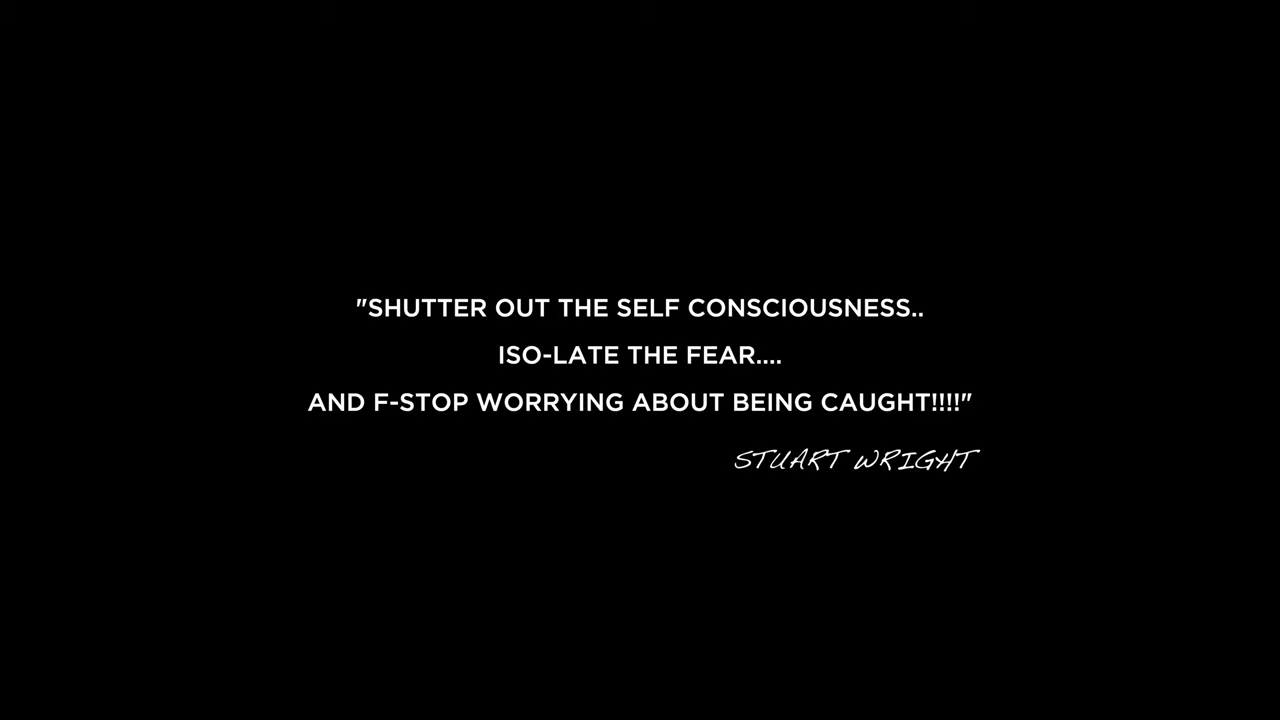 "SHUTTER OUT THE SELF CONSCIOUSNESS..
ISO-LATE THE FEAR....
AND F-STOP WORRYING ABOUT BEING CAUGHT!!!!"
STUART WRIGHT